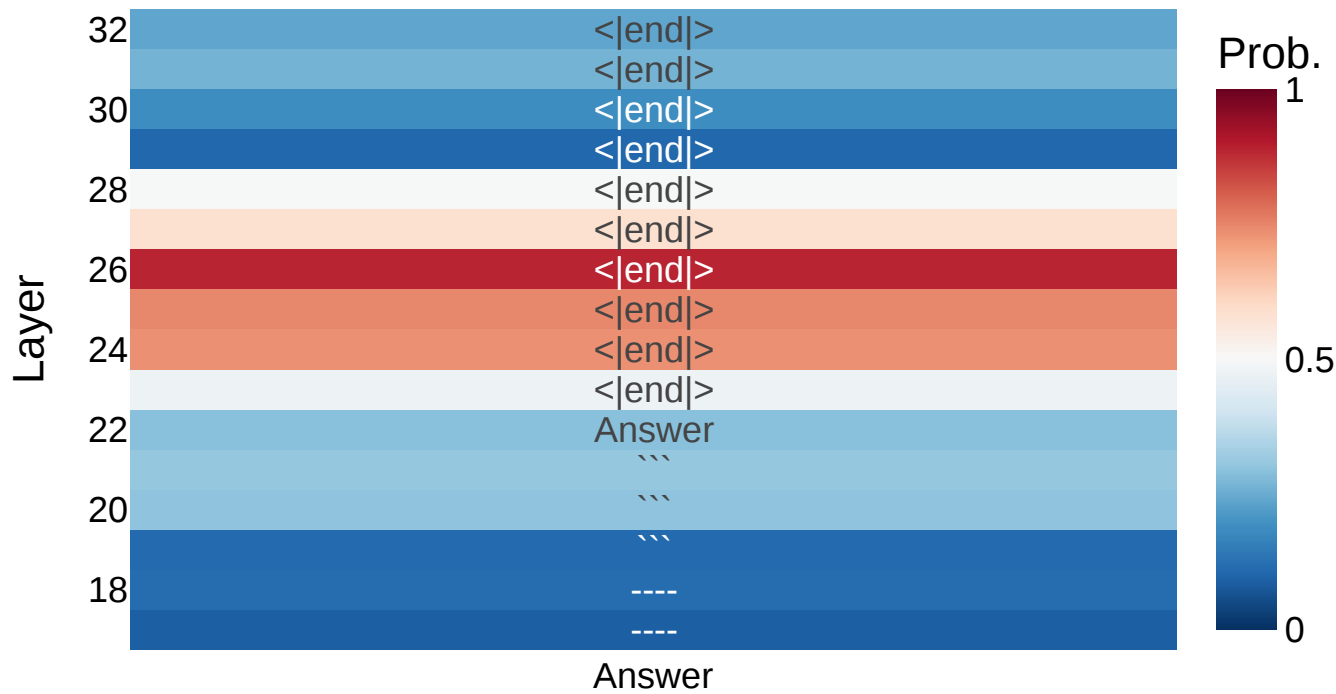 32 <|end|>
<|end|>
Prob.
30 <|end|>
1
<|end|>
28 <|end|>
<|end|>
26 <|end|>
<|end|>
Layer
24 <|end|>
0.5
<|end|>
22 Answer
```
20 ```
```
18 ----
----
0
Answer